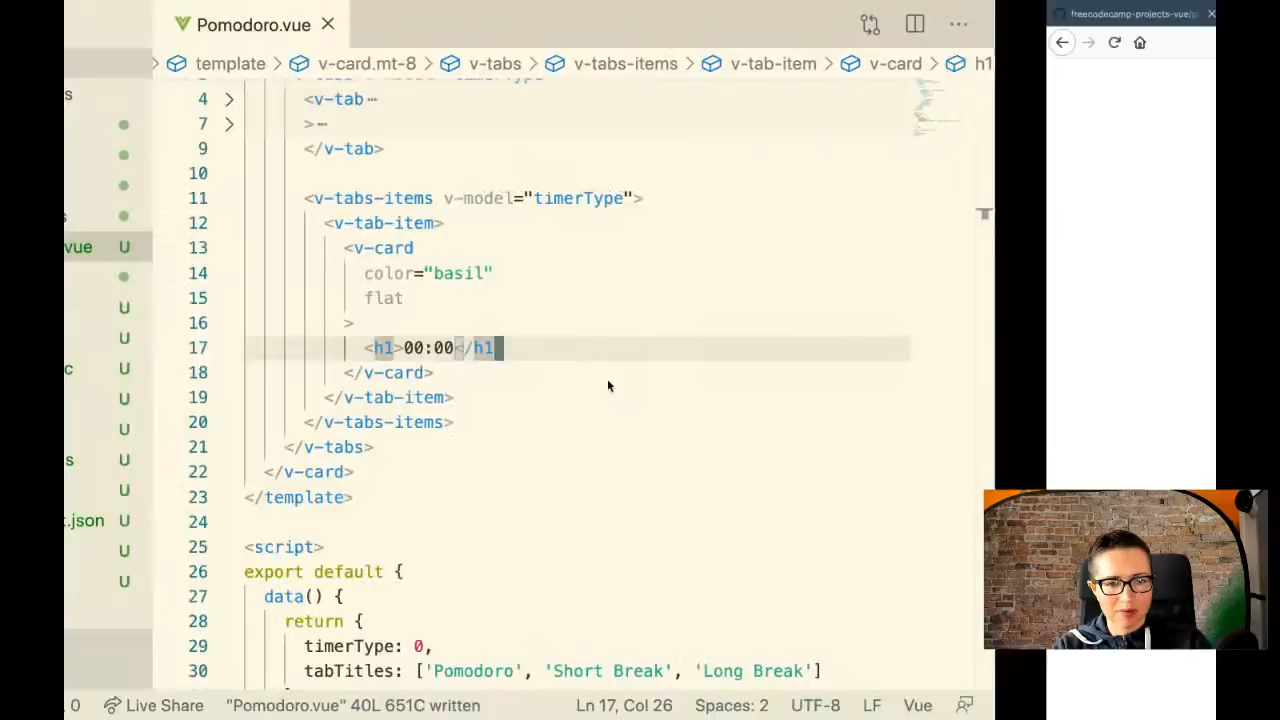 Pomodoro.vue
freecodecamp-projects-vue/p
template v-card.mt-8 v-tabs v-tabs-items v-tab-item v-card h1
4 <v-tab
7 >
9 </v-tab>
10
11 <v-tabs-items v-model="timerType">
12 <v-tab-item>
13 <v-card
14 color="basil"
15 flat
16 >
17 <h1>00:00</h1
18 </v-card>
19 </v-tab-item>
20 </v-tabs-items>
21 </v-tabs>
22 </v-card>
23 </template>
24
25 <script>
26 export default {
27 data() {
28 return {
29 timerType: 0,
30 tabTitles: ['Pomodoro', 'Short Break', 'Long Break']
s
s
vue U
U
c U
U
U
s U
U
t.json U
U
U
0 Live Share "Pomodoro.vue" 40L 651C written Ln 17, Col 26 Spaces: 2 UTF-8 LF Vue